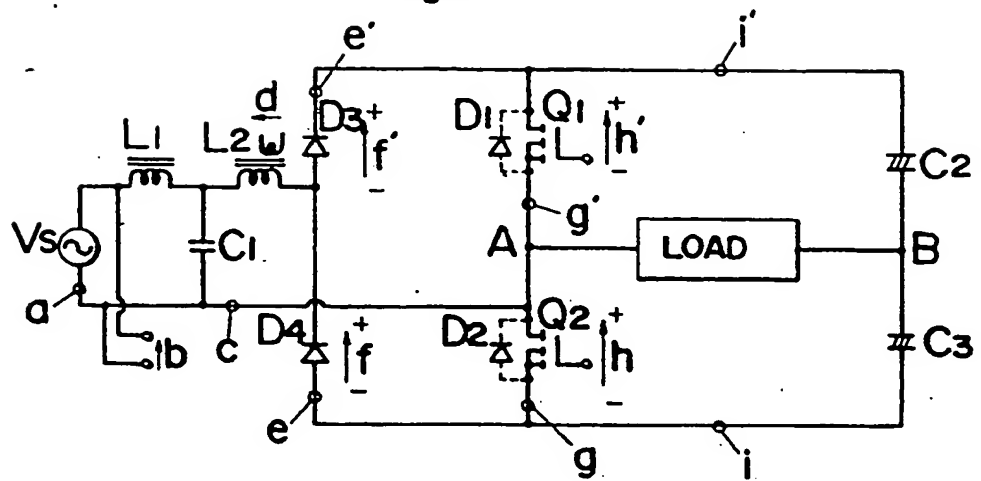 e'
i'
d
D3
+
f'
−
D1
Q1
+
h'
−
L1
L2
ω
C2
g'
Vs
C1
A
LOAD
B
a
b
c
D4
+
f
−
D2
Q2
+
h
−
C3
e
g
i